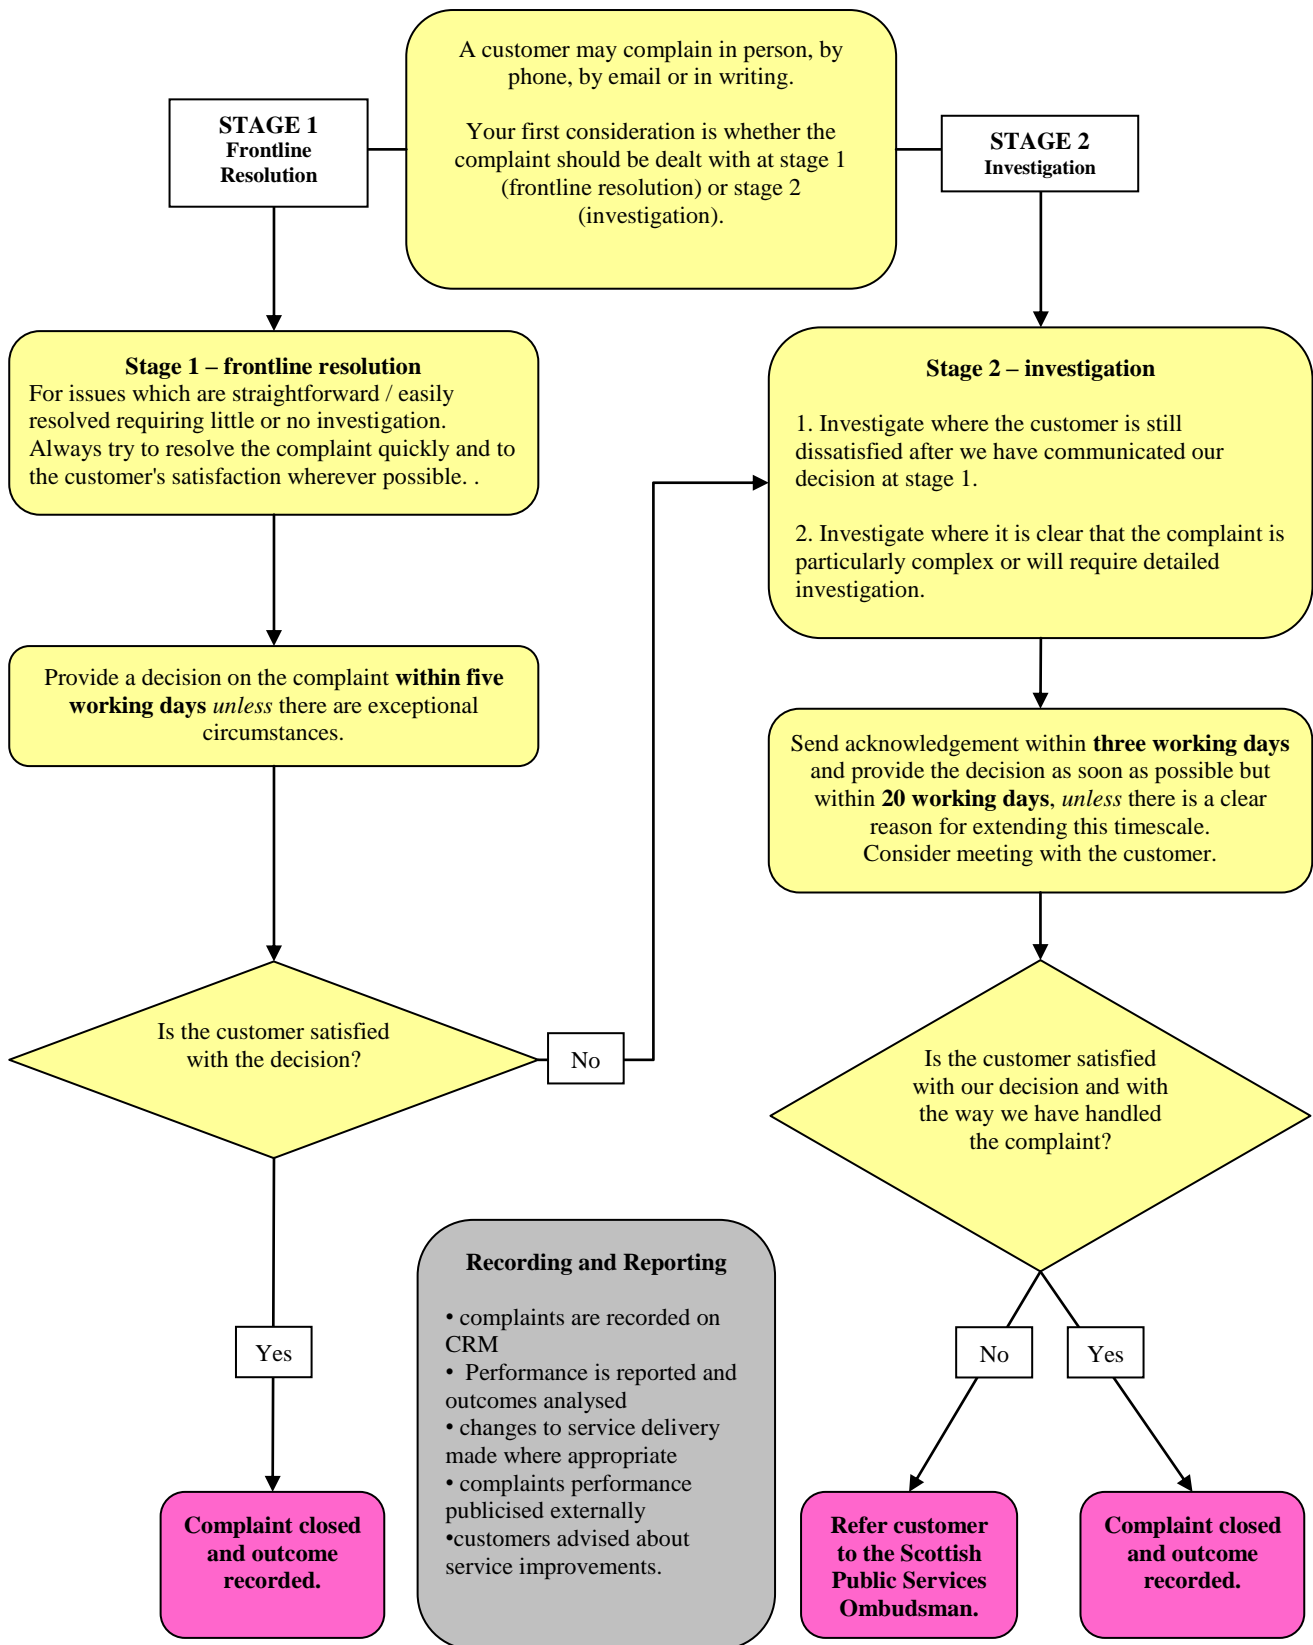 A customer may complain in person, by
phone, by email or in writing.
Your first consideration is whether the
complaint should be dealt with at stage 1
(frontline resolution) or stage 2
(investigation).
STAGE 1
Frontline
Resolution
STAGE 2
Investigation
Stage 1 – frontline resolution
For issues which are straightforward / easily
resolved requiring little or no investigation.
Always try to resolve the complaint quickly and to
the customer's satisfaction wherever possible. .
Provide a decision on the complaint within five
working days unless there are exceptional
circumstances.
Is the customer satisfied
with the decision?
No
Yes
Complaint closed
and outcome
recorded.
Stage 2 – investigation
1. Investigate where the customer is still
dissatisfied after we have communicated our
decision at stage 1.
2. Investigate where it is clear that the complaint is
particularly complex or will require detailed
investigation.
Send acknowledgement within three working days
and provide the decision as soon as possible but
within 20 working days, unless there is a clear
reason for extending this timescale.
Consider meeting with the customer.
Is the customer satisfied
with our decision and with
the way we have handled
the complaint?
No
Yes
Refer customer
to the Scottish
Public Services
Ombudsman.
Complaint closed
and outcome
recorded.
Recording and Reporting
• complaints are recorded on
CRM
• Performance is reported and
outcomes analysed
• changes to service delivery
made where appropriate
• complaints performance
publicised externally
•customers advised about
service improvements.